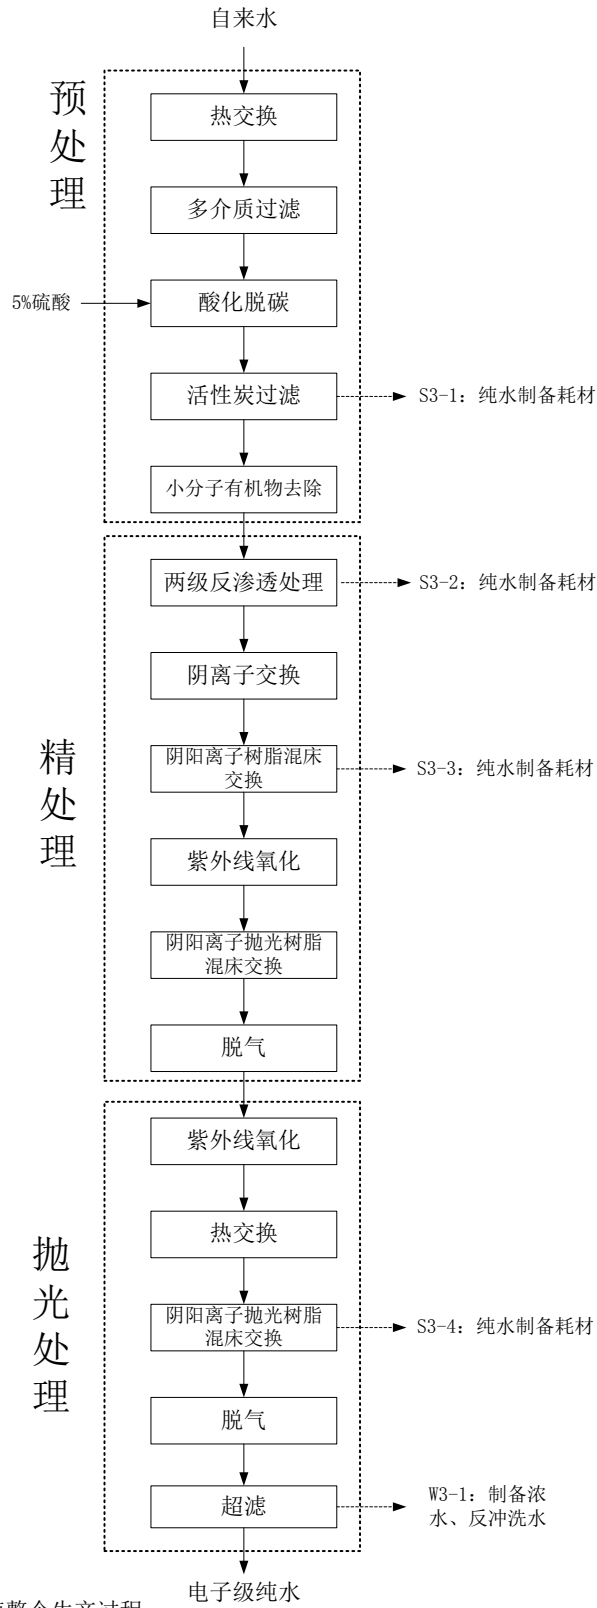 自来水
预处理
热交换
多介质过滤
5%硫酸
酸化脱碳
活性炭过滤
S3-1：纯水制备耗材
小分子有机物去除
两级反渗透处理
S3-2：纯水制备耗材
阴离子交换
精处理
阴阳离子树脂混床
交换
S3-3：纯水制备耗材
紫外线氧化
阴阳离子抛光树脂
混床交换
脱气
紫外线氧化
抛光处理
热交换
阴阳离子抛光树脂
混床交换
S3-4：纯水制备耗材
脱气
超滤
W3-1：制备浓
水、反冲洗水
电子级纯水
整个生产过程